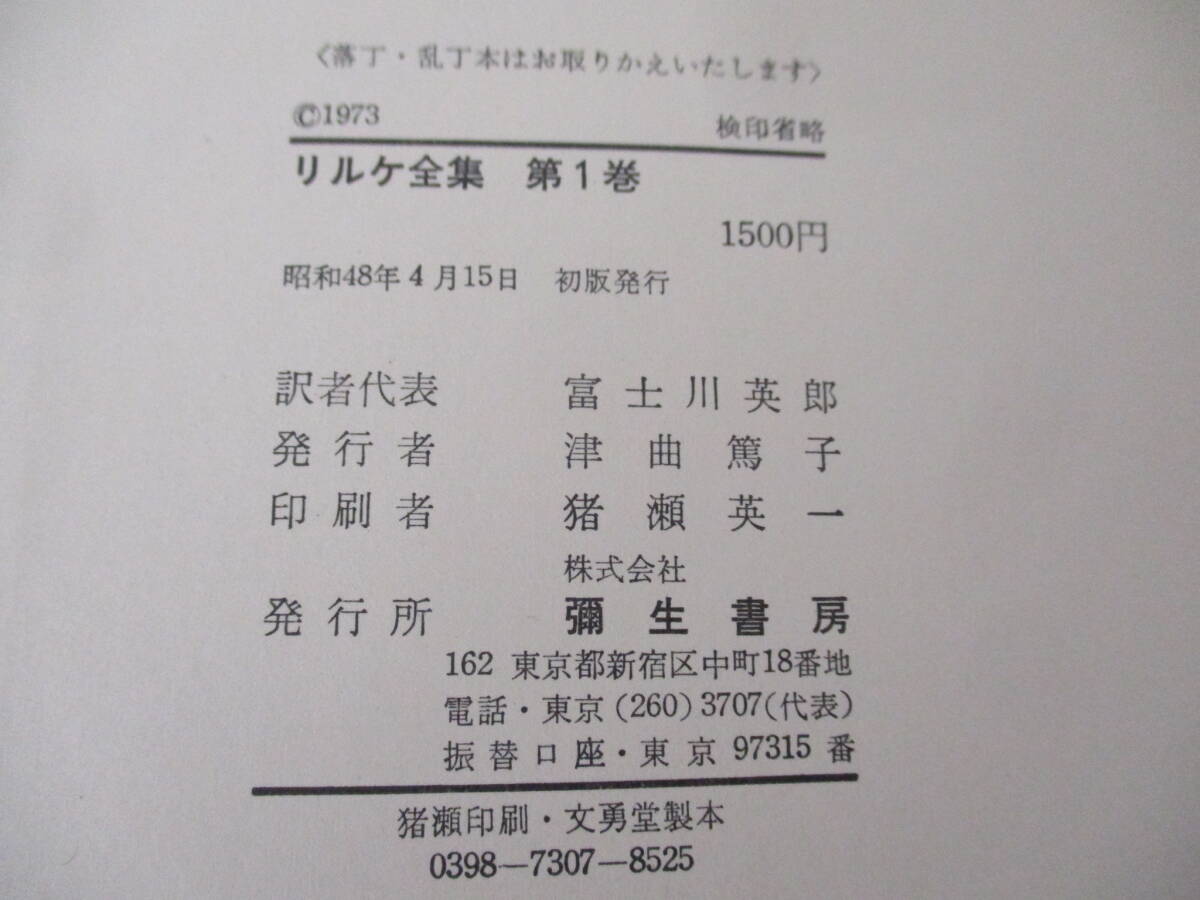 〈落丁・乱丁本はお取りかえいたします〉
©1973 検印省略
リルケ全集 第1巻
1500円
昭和48年4月15日 初版発行
訳者代表 富士川英郎
発行者 津曲篤子
印刷者 猪瀬英一
株式会社
発行所 彌生書房
162 東京都新宿区中町18番地
電話・東京(260)3707(代表)
振替口座・東京 97315 番
猪瀬印刷・文勇堂製本
0398―7307―8525